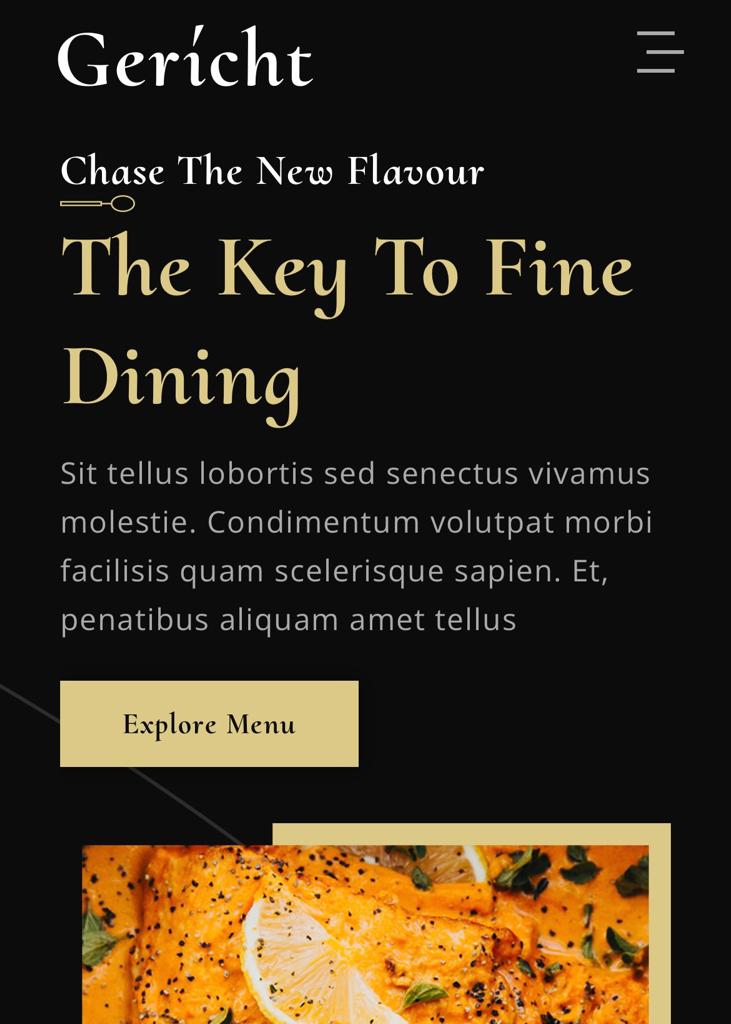 Gerícht
Chase The New Flavour
The Key To Fine
Dining
Sit tellus lobortis sed senectus vivamus
molestie. Condimentum volutpat morbi
facilisis quam scelerisque sapien. Et,
penatibus aliquam amet tellus
Explore Menu